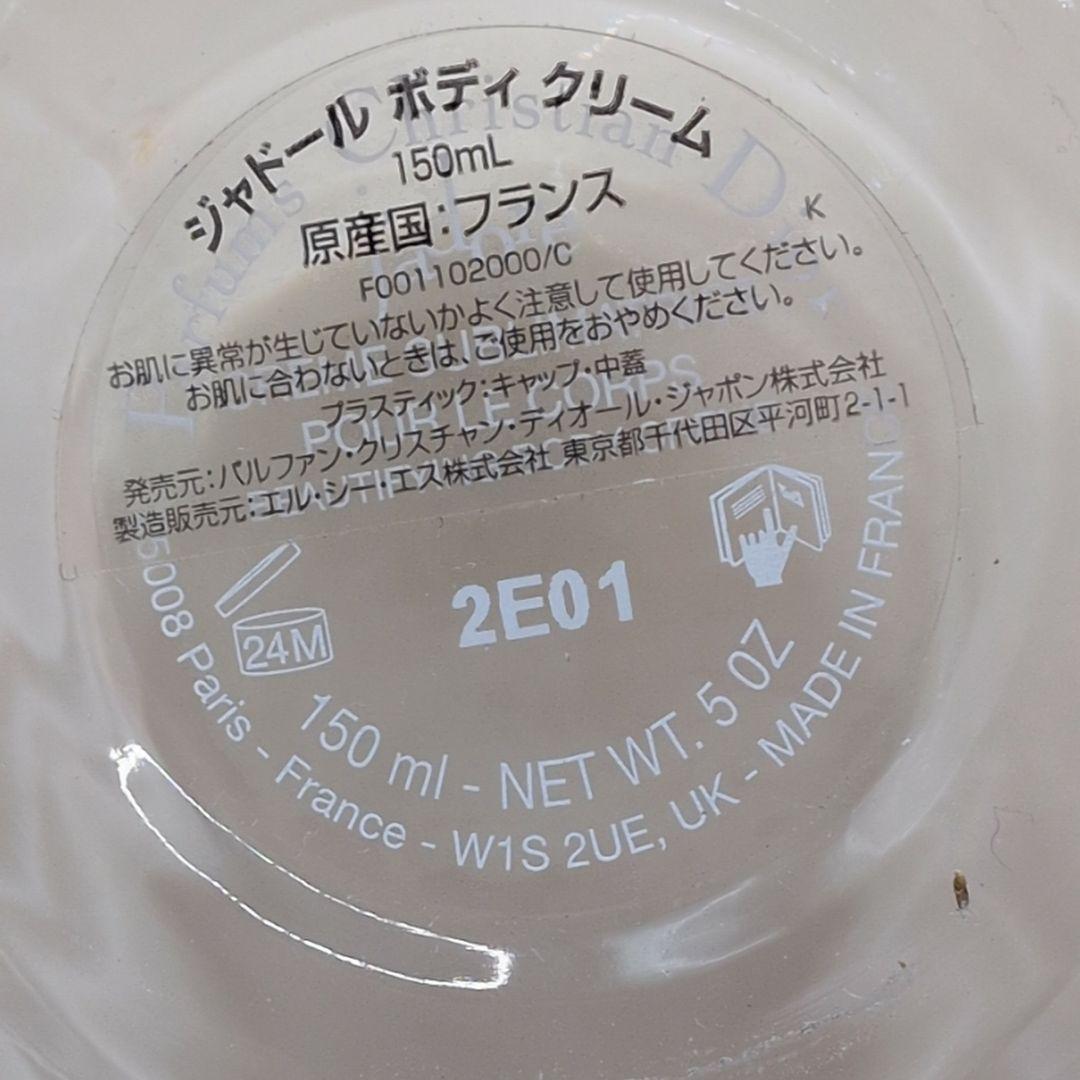 ジャドール ボディ クリーム
150mL
原産国:フランス
K
F001102000/C
お肌に異常が生じていないかよく注意して使用してください。
お肌に合わないときは、ご使用をおやめください。
プラスティック:キャップ・中蓋
発売元:パルファン・クリスチャン・ディオール・ジャポン株式会社
製造販売元:エル・シー・エス株式会社 東京都千代田区平河町2-1-1
Christian
POUR LE CORPS
24M
2E01
150 ml - NET WT. 5 OZ
75008 Paris - France - W1S 2UE, UK - MADE IN FRANCE